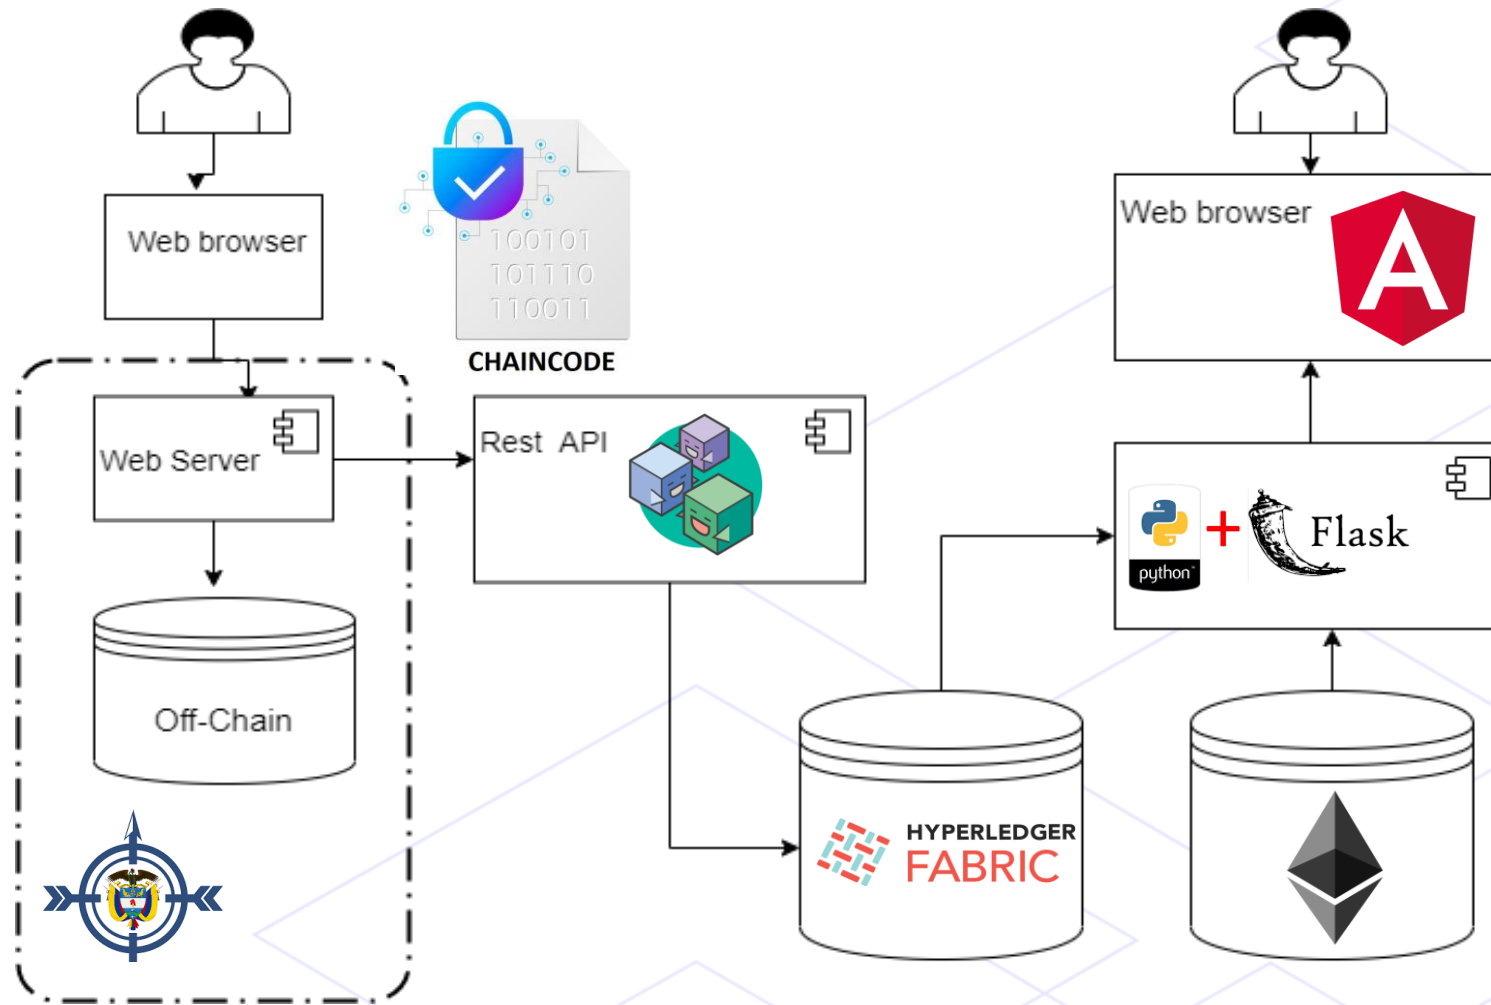 Web browser
100101
101110
110011
CHAINCODE
Web Server
Off-Chain
Rest API
HYPERLEDGER
FABRIC
Web browser
python
+
Flask